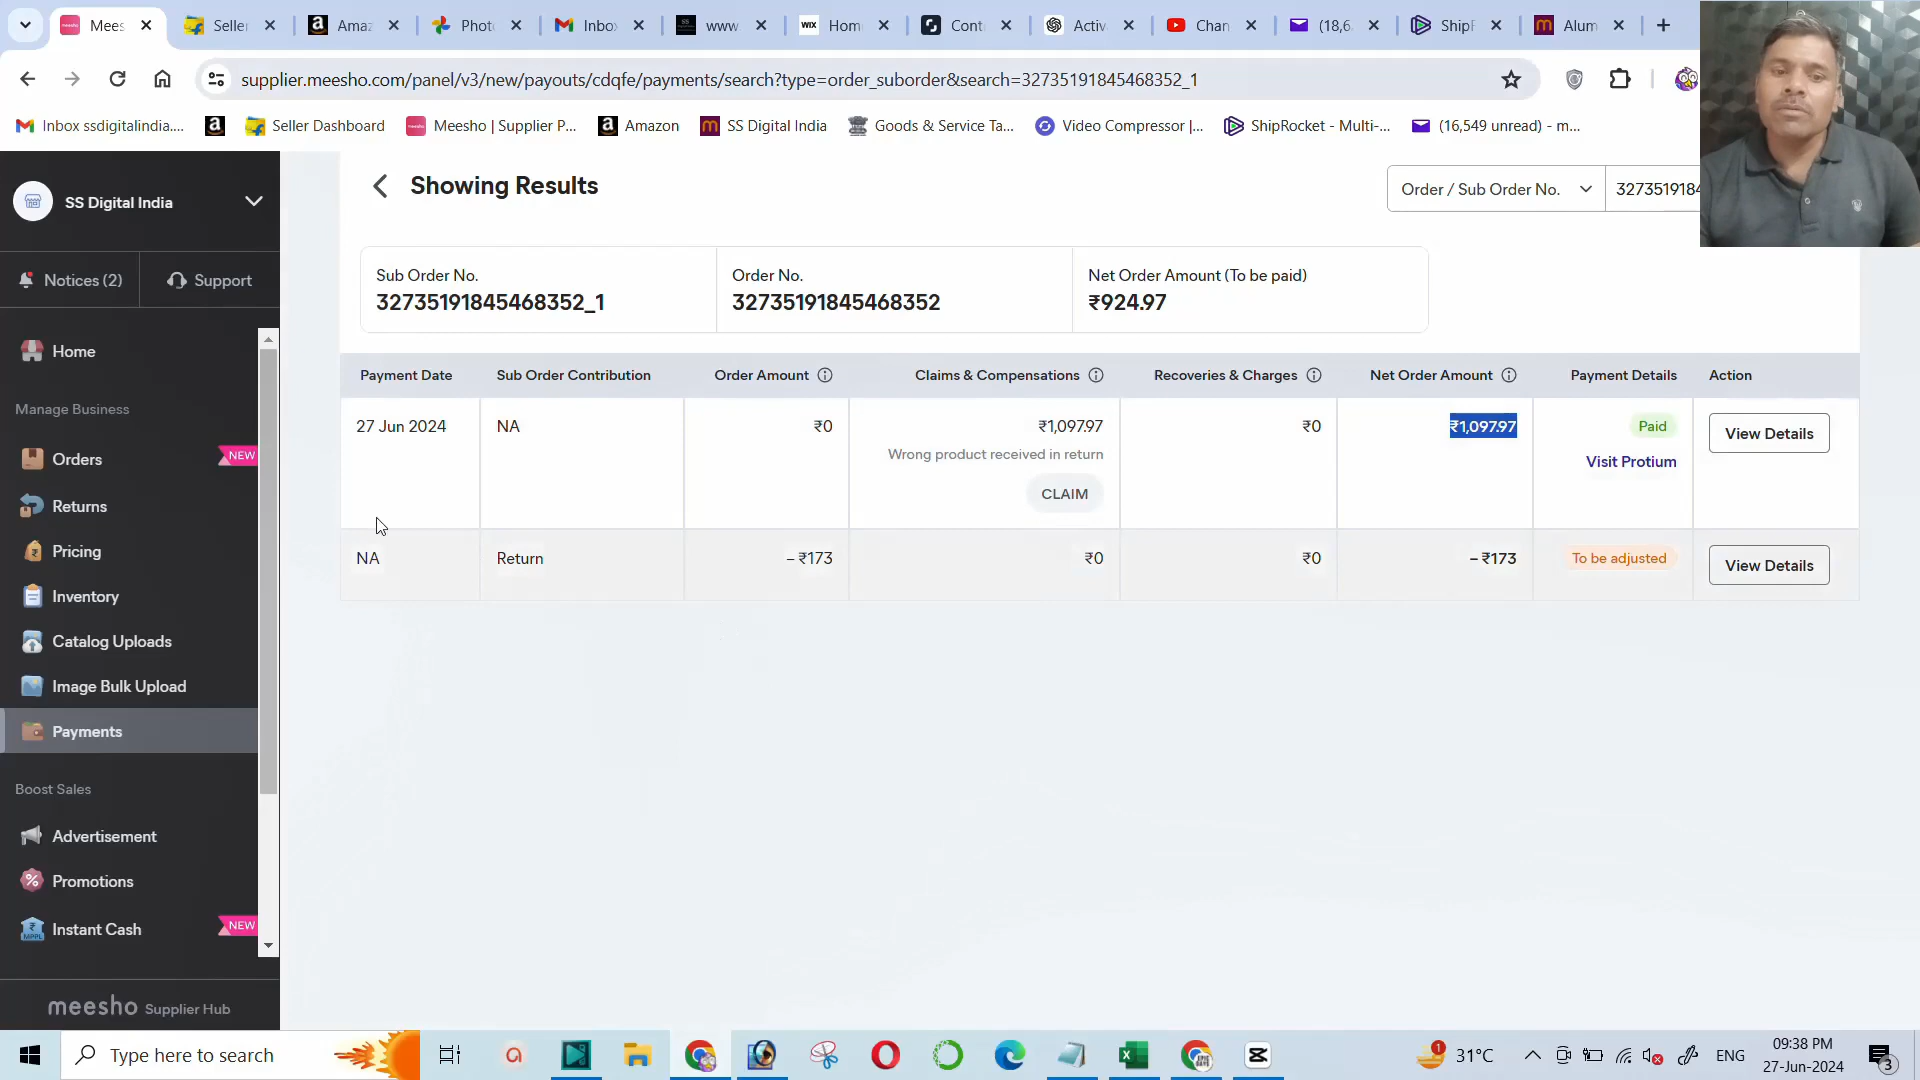 Mees
Seller
Amaz
Photo
Inbo
www
WIX Hom
Cont
Activ
Chan
(18,6
ShipF
Alum
supplier.meesho.com/panel/v3/new/payouts/cdqfe/payments/search?type=order_suborder&search=32735191845468352_1
Inbox ssdigitalindia....
Seller Dashboard
Meesho | Supplier P...
Amazon
SS Digital India
Goods & Service Ta...
Video Compressor |...
ShipRocket - Multi-...
(16,549 unread) - m...
SS Digital India
Notices (2)
Support
Home
Manage Business
Orders
NEW
Returns
Pricing
Inventory
Catalog Uploads
Image Bulk Upload
Payments
Boost Sales
Advertisement
Promotions
Instant Cash
NEW
meesho Supplier Hub
Showing Results
Order / Sub Order No.
327351918
Sub Order No.
32735191845468352_1
Order No.
32735191845468352
Net Order Amount (To be paid)
₹924.97
Payment Date Sub Order Contribution Order Amount Claims & Compensations Recoveries & Charges Net Order Amount Payment Details Action
27 Jun 2024 NA ₹0 ₹1,097.97 ₹0 ₹1,097.97 Paid View Details
Wrong product received in return Visit Protium
CLAIM
NA Return – ₹173 ₹0 ₹0 – ₹173 To be adjusted View Details
Type here to search
1
31°C
ENG
09:38 PM
27-Jun-2024
3